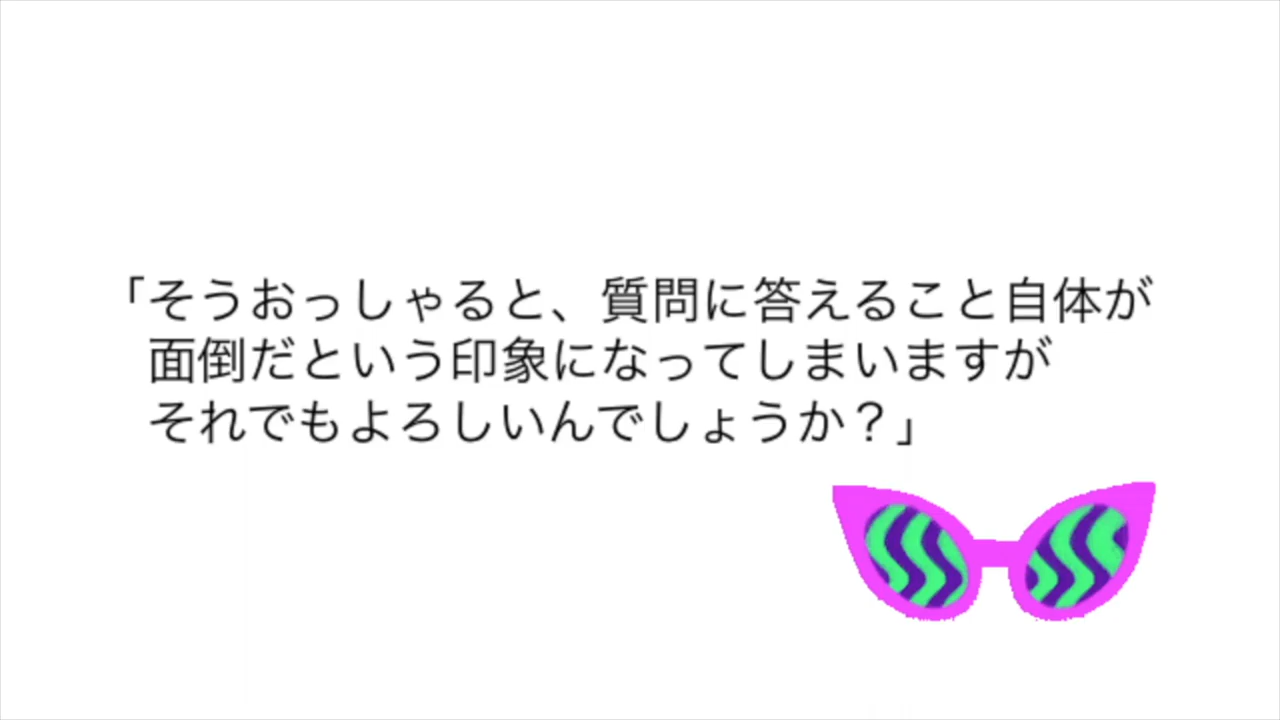 「そうおっしゃると、質問に答えること自体が
面倒だという印象になってしまいますが
それでもよろしいんでしょうか？」